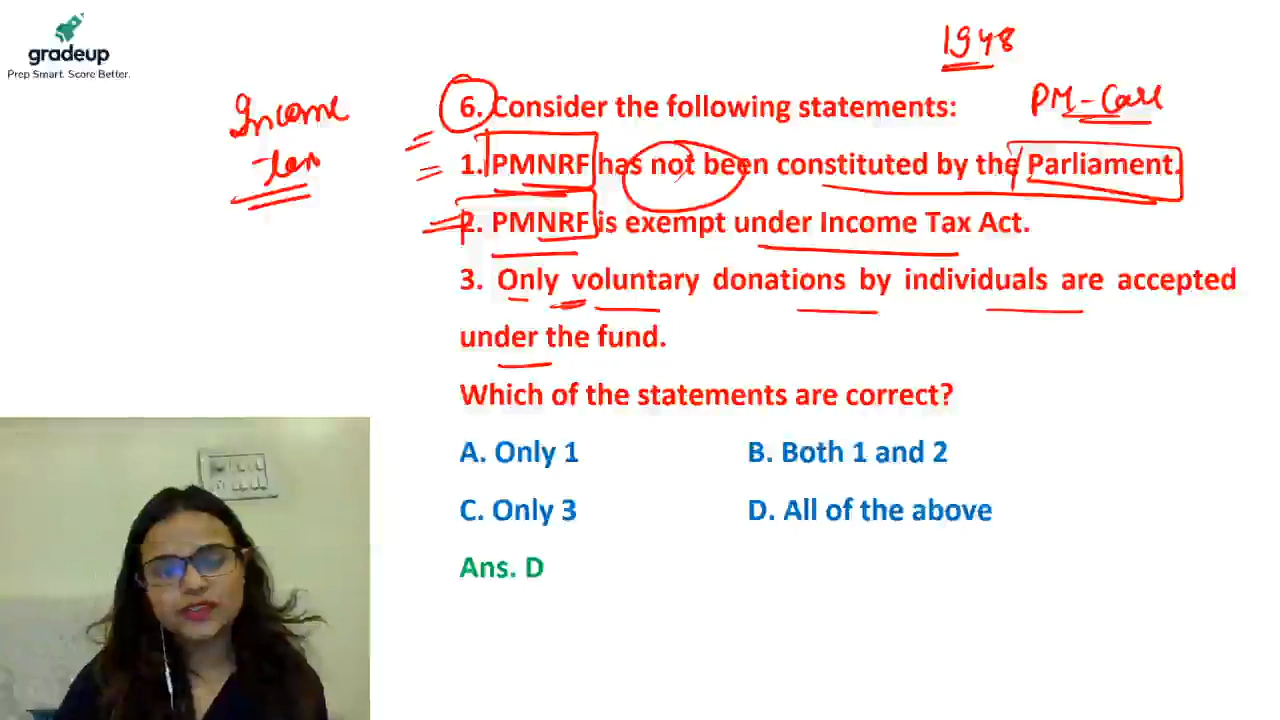 gradeup
Prep Smart. Score Better.
1948
PM-Care
Income
tax
6. Consider the following statements:
1. PMNRF has not been constituted by the Parliament.
2. PMNRF is exempt under Income Tax Act.
3. Only voluntary donations by individuals are accepted
under the fund.
Which of the statements are correct?
A. Only 1
B. Both 1 and 2
C. Only 3
D. All of the above
Ans. D